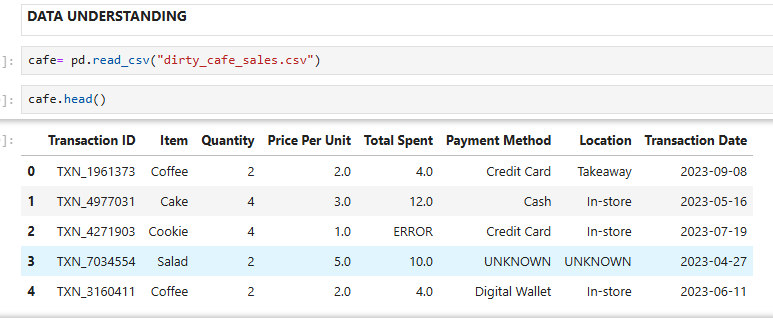 DATA UNDERSTANDING
]: cafe= pd.read_csv("dirty_cafe_sales.csv")
]: cafe.head()
]:
Transaction ID Item Quantity Price Per Unit Total Spent Payment Method Location Transaction Date
0 TXN_1961373 Coffee 2 2.0 4.0 Credit Card Takeaway 2023-09-08
1 TXN_4977031 Cake 4 3.0 12.0 Cash In-store 2023-05-16
2 TXN_4271903 Cookie 4 1.0 ERROR Credit Card In-store 2023-07-19
3 TXN_7034554 Salad 2 5.0 10.0 UNKNOWN UNKNOWN 2023-04-27
4 TXN_3160411 Coffee 2 2.0 4.0 Digital Wallet In-store 2023-06-11